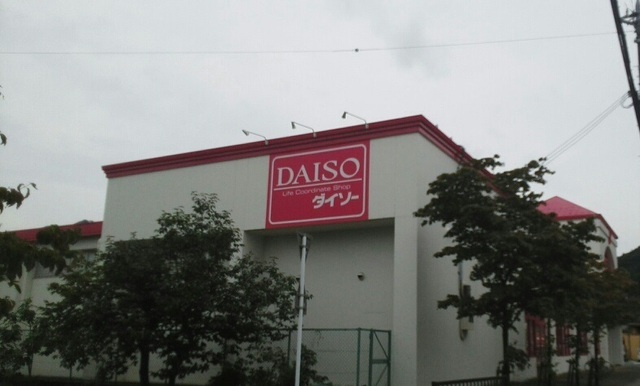 DAISO
Life Coordinate Shop
ダイソー